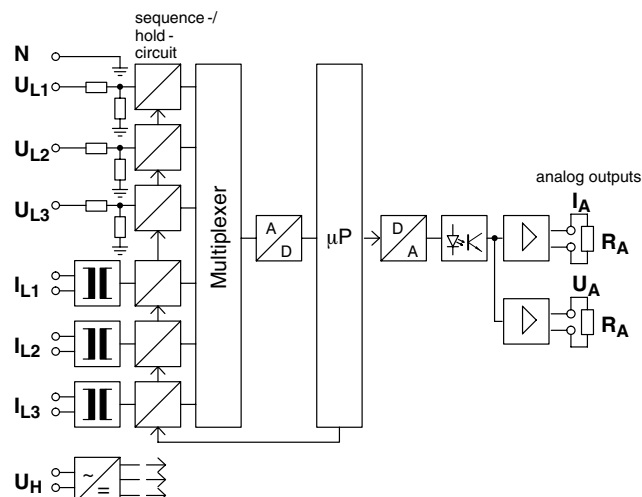 sequence -/
hold -
circuit
N
UL1
UL2
UL3
IL1
IL2
IL3
UH
~
=
Multiplexer
A
D
µP
D
A
analog outputs
IA
RA
UA
RA